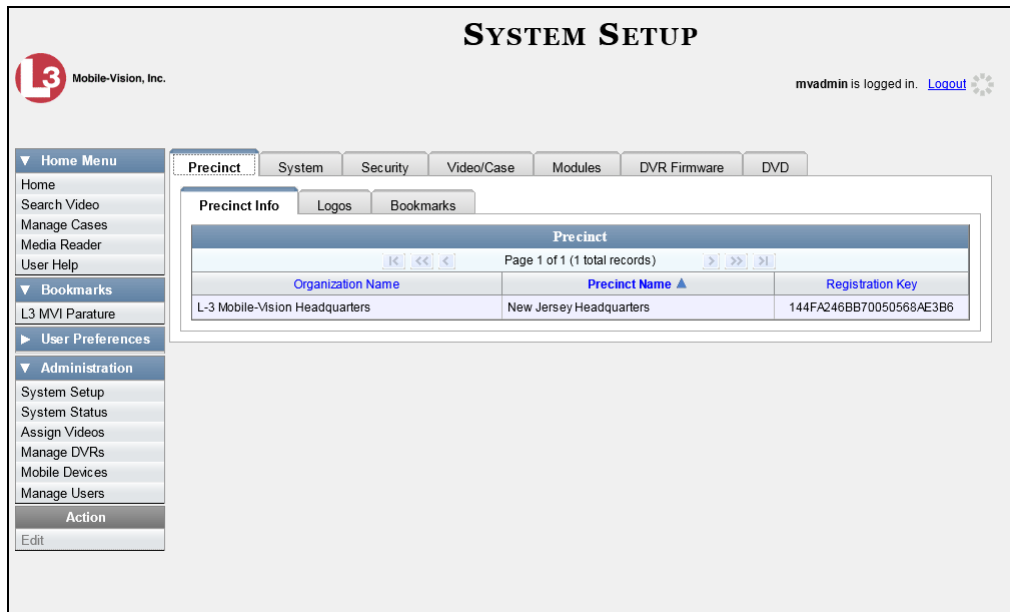 SYSTEM SETUP
L3 Mobile-Vision, Inc.
mvadmin is logged in. Logout
▼ Home Menu
Home
Search Video
Manage Cases
Media Reader
User Help
▼ Bookmarks
L3 MVI Parature
▶ User Preferences
▼ Administration
System Setup
System Status
Assign Videos
Manage DVRs
Mobile Devices
Manage Users
Action
Edit
Precinct System Security Video/Case Modules DVR Firmware DVD
Precinct Info Logos Bookmarks
Precinct
|< << < Page 1 of 1 (1 total records) > >> >|
Organization Name Precinct Name ▲ Registration Key
L-3 Mobile-Vision Headquarters New Jersey Headquarters 144FA246BB70050568AE3B6